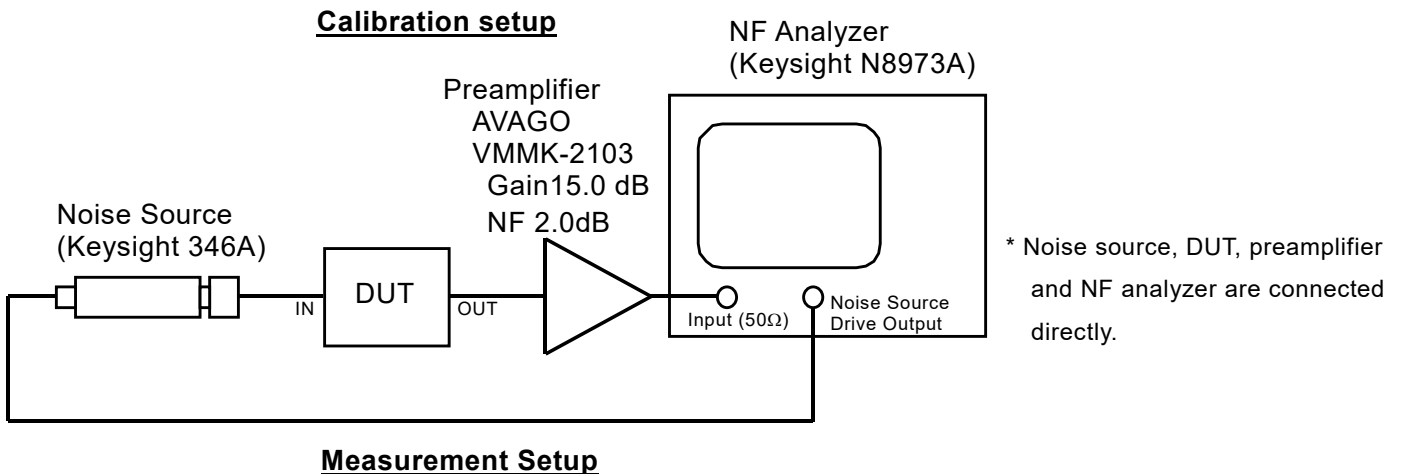 Calibration setup
NF Analyzer
(Keysight N8973A)
Preamplifier
AVAGO
VMMK-2103
Gain15.0 dB
NF 2.0dB
Noise Source
(Keysight 346A)
DUT
IN
OUT
Input (50Ω)
Noise Source
Drive Output
* Noise source, DUT, preamplifier
and NF analyzer are connected
directly.
Measurement Setup